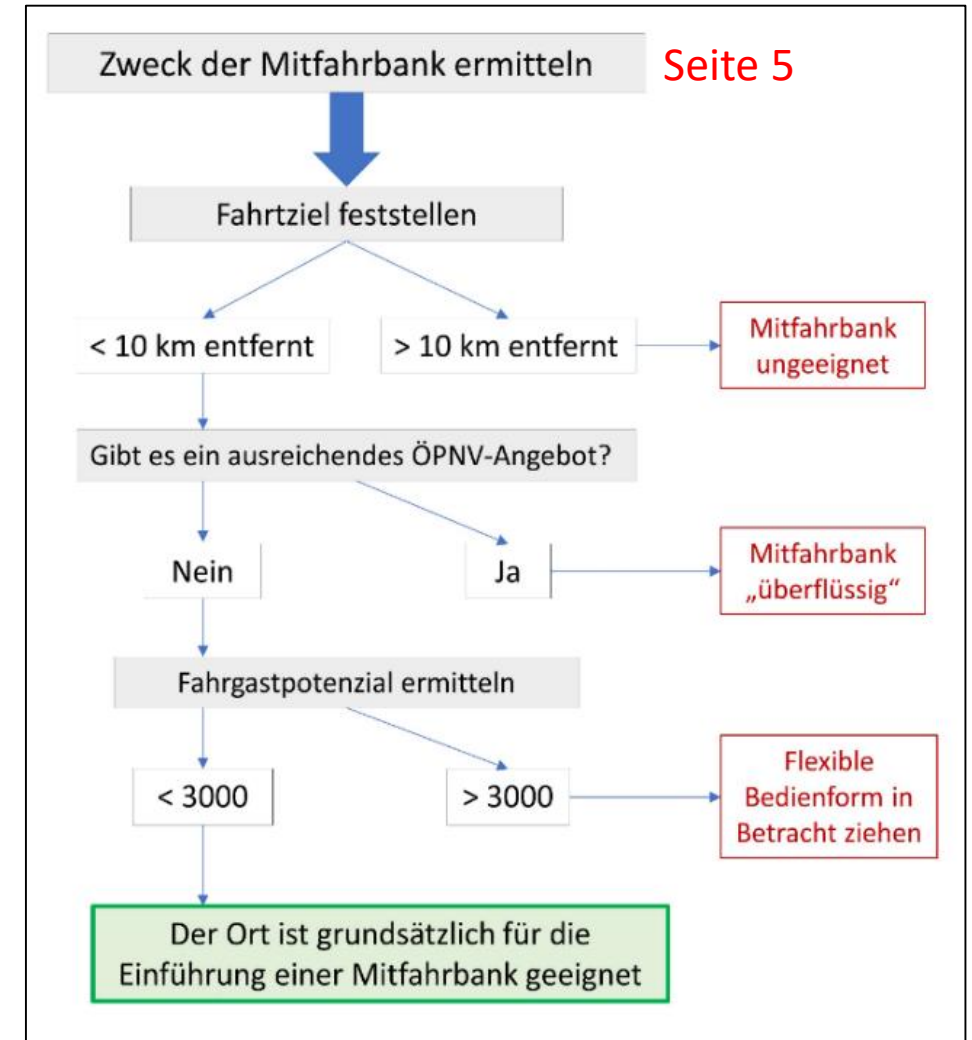 Zweck der Mitfahrbank ermitteln
Seite 5
Fahrtziel feststellen
< 10 km entfernt
> 10 km entfernt
Mitfahrbank
ungeeignet
Gibt es ein ausreichendes ÖPNV-Angebot?
Nein
Ja
Mitfahrbank
„überflüssig“
Fahrgastpotenzial ermitteln
< 3000
> 3000
Flexible
Bedienform in
Betracht ziehen
Der Ort ist grundsätzlich für die
Einführung einer Mitfahrbank geeignet